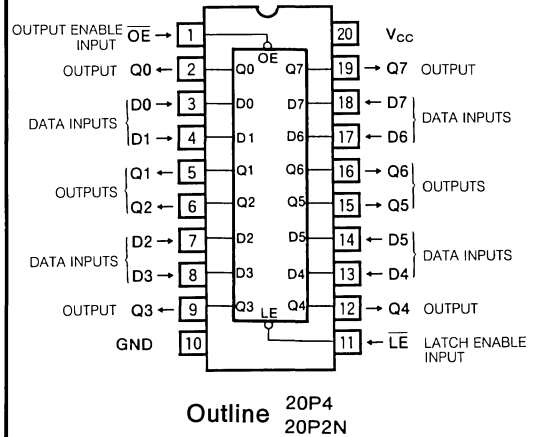 OUTPUT ENABLE INPUT OE → 1 20 VCC
OUTPUT Q0 ← 2 OE 19 → Q7 OUTPUT
Q0 Q7
DATA INPUTS D0 → 3 D0 D7 18 ← D7 DATA INPUTS
D1 → 4 D1 D6 17 ← D6
OUTPUTS Q1 ← 5 Q1 Q6 16 → Q6 OUTPUTS
Q2 ← 6 Q2 Q5 15 → Q5
DATA INPUTS D2 → 7 D2 D5 14 ← D5 DATA INPUTS
D3 → 8 D3 D4 13 ← D4
OUTPUT Q3 ← 9 Q3 Q4 12 → Q4 OUTPUT
LE
GND 10 11 ← LE LATCH ENABLE INPUT
Outline 20P4
20P2N